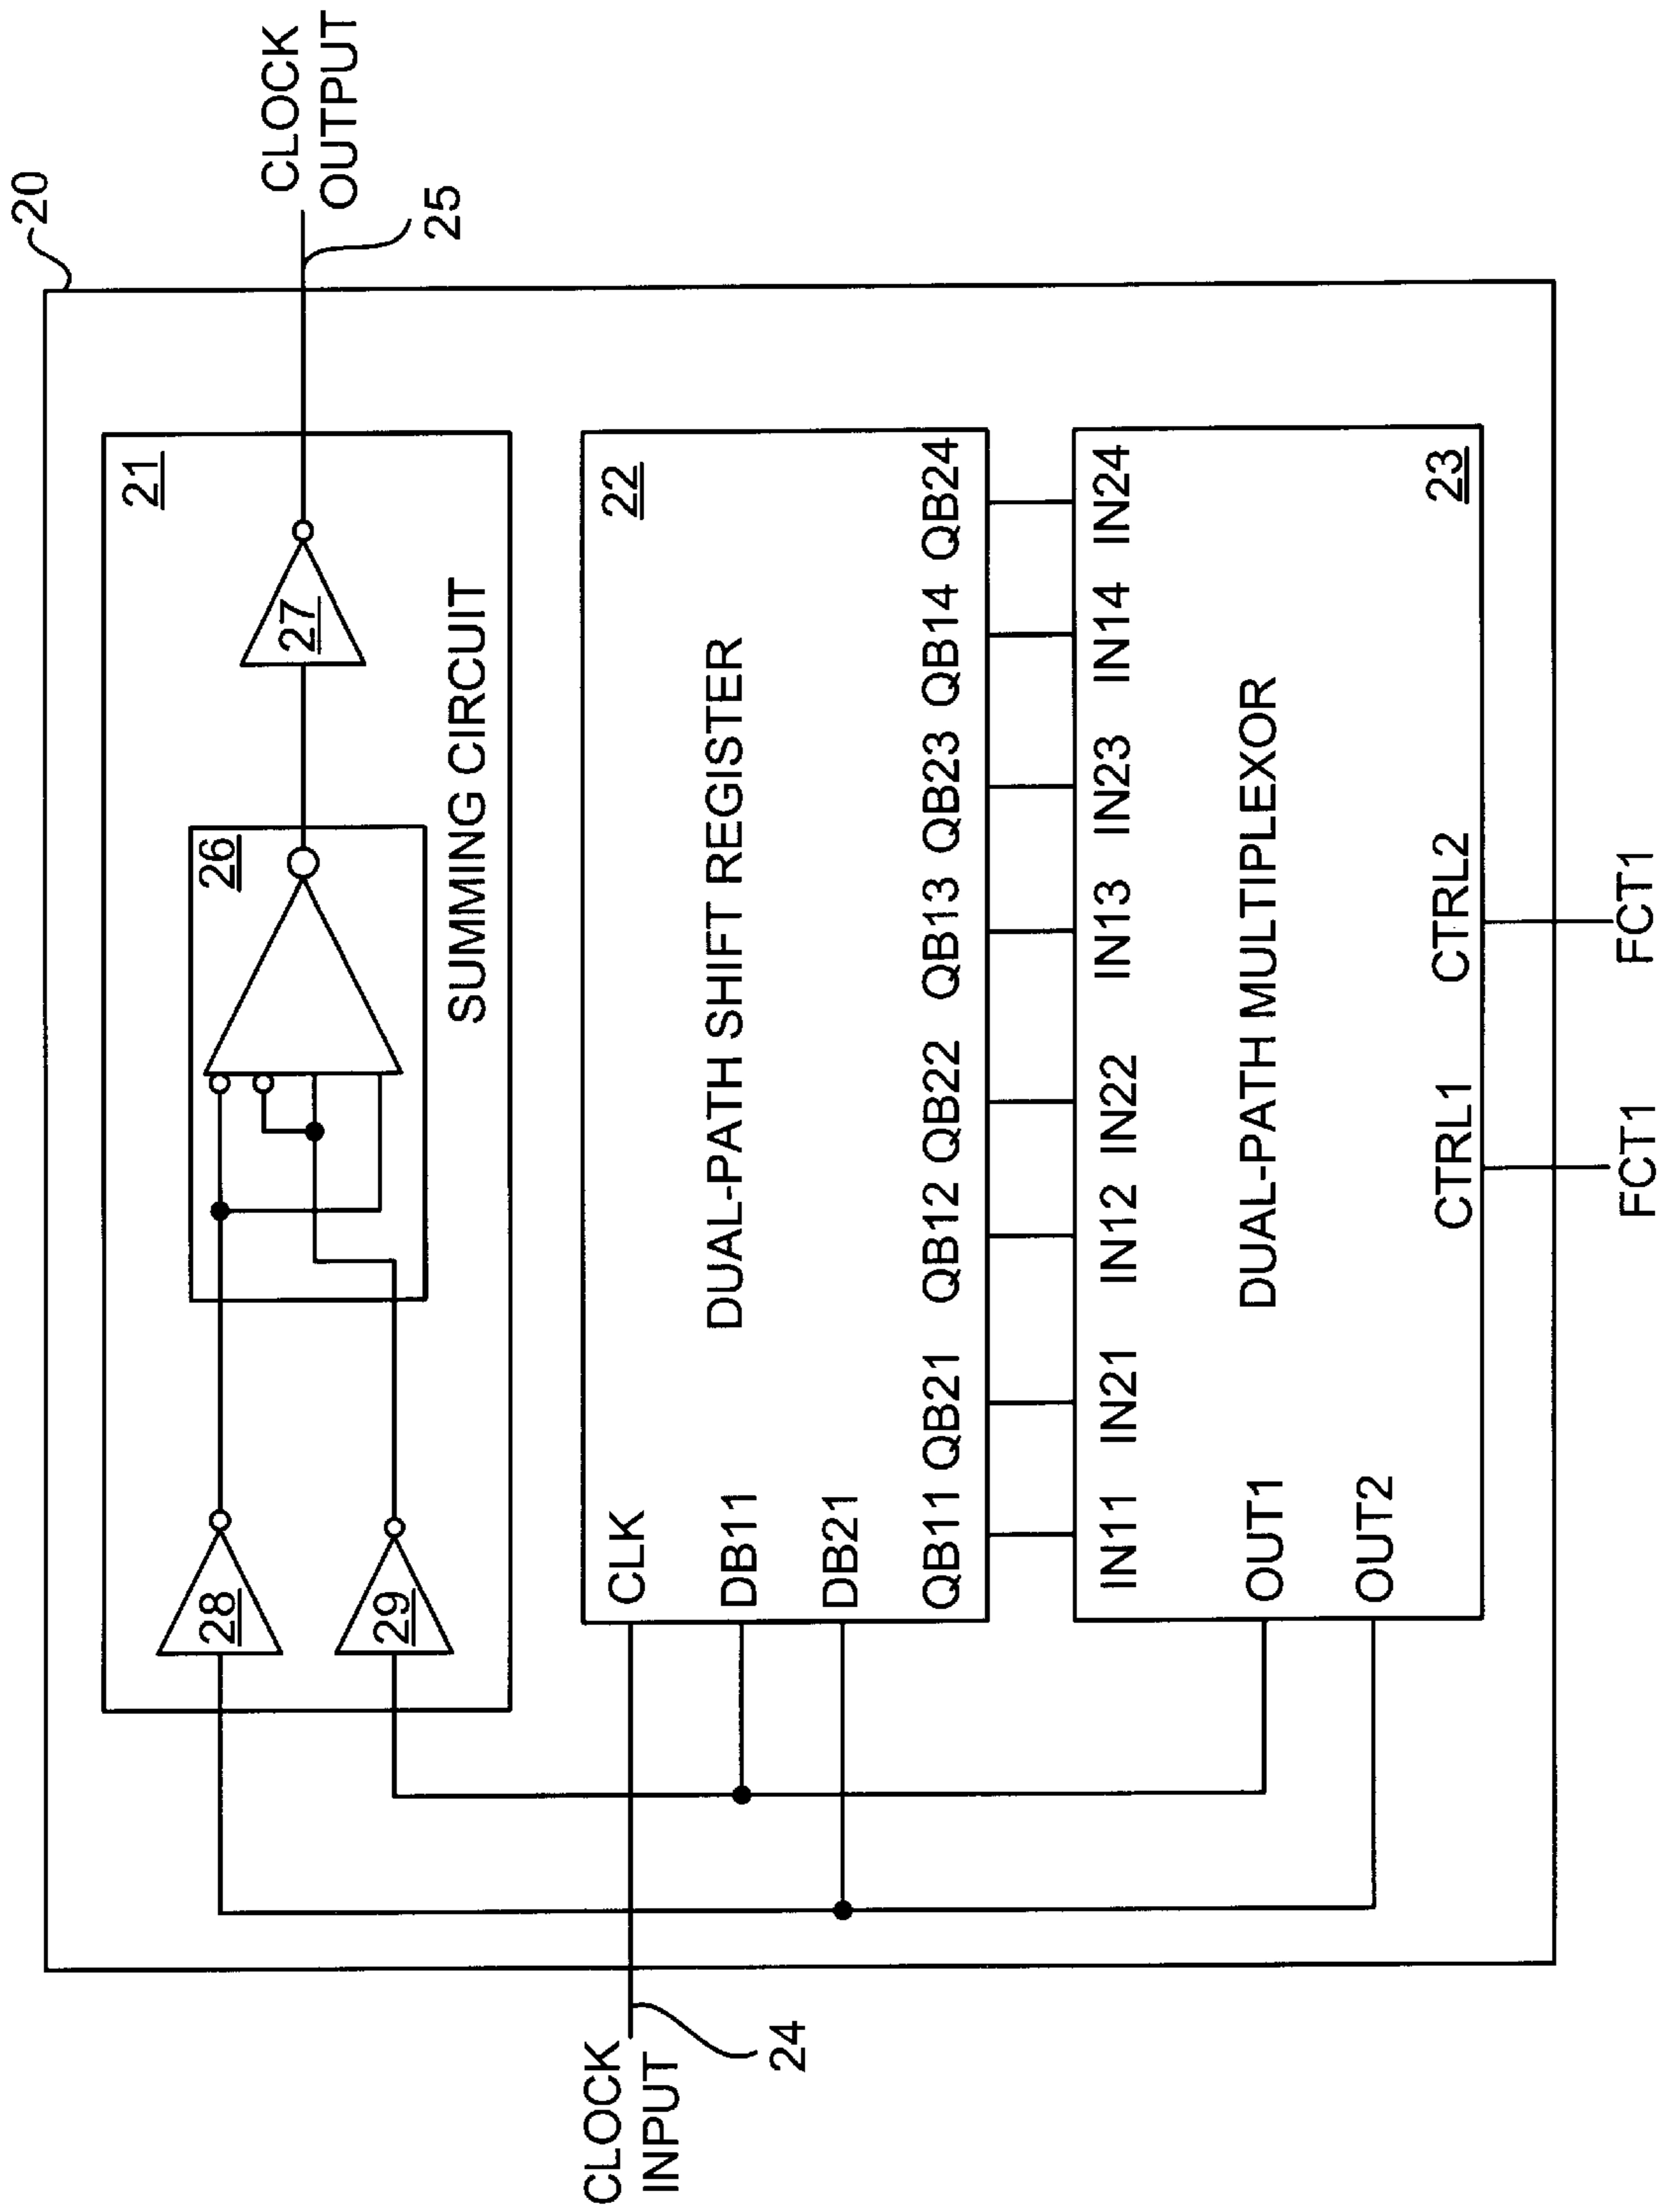 20
CLOCK
OUTPUT
25
21
26
27
28
29
SUMMING CIRCUIT
CLOCK
INPUT
24
CLK
22
DB11
DUAL-PATH SHIFT REGISTER
DB21
QB11 QB21 QB12 QB22 QB13 QB23 QB14 QB24
IN11 IN21 IN12 IN22 IN13 IN23 IN14 IN24
OUT1
DUAL-PATH MULTIPLEXOR
OUT2
CTRL1 CTRL2
23
FCT1 FCT1